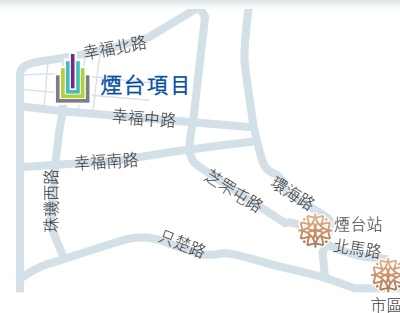 幸福北路
煙台項目
幸福中路
幸福南路
珠璣西路
芝罘屯路
環海路
煙台站
北馬路
只楚路
市區